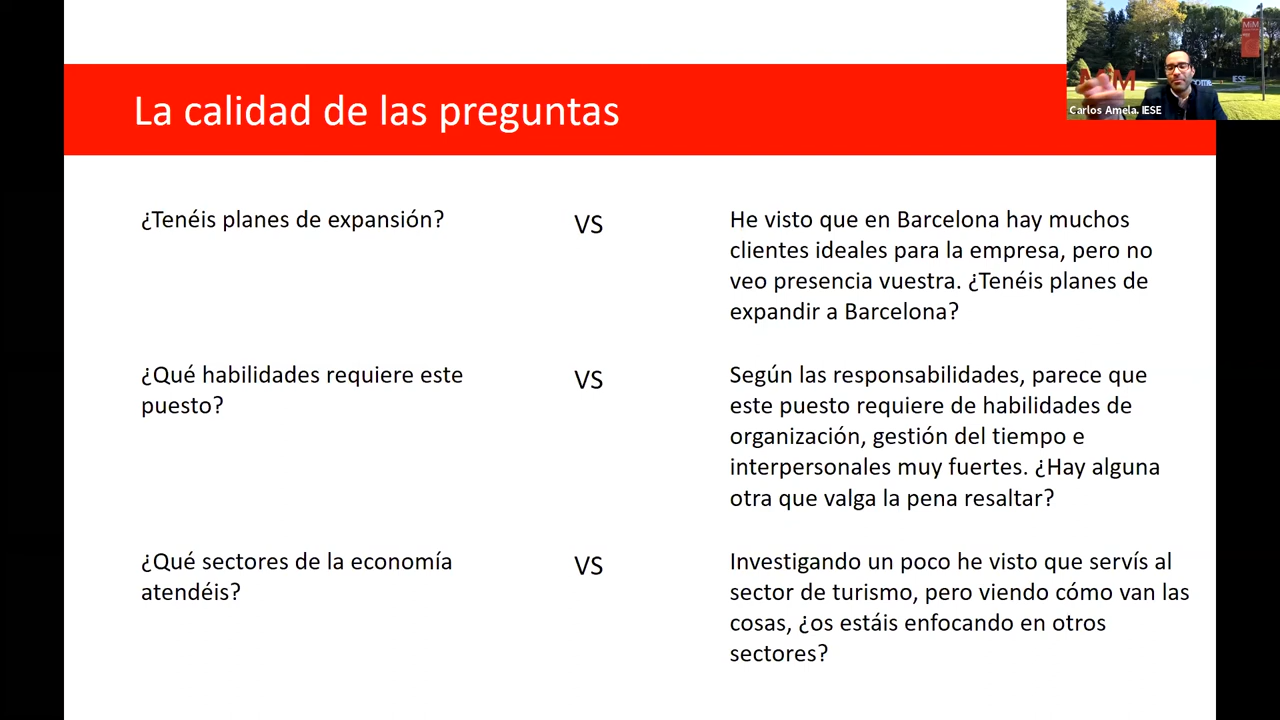 La calidad de las preguntas
MiM
IESE
Carlos Amela. IESE
¿Tenéis planes de expansión?
VS
He visto que en Barcelona hay muchos
clientes ideales para la empresa, pero no
veo presencia vuestra. ¿Tenéis planes de
expandir a Barcelona?
¿Qué habilidades requiere este
puesto?
VS
Según las responsabilidades, parece que
este puesto requiere de habilidades de
organización, gestión del tiempo e
interpersonales muy fuertes. ¿Hay alguna
otra que valga la pena resaltar?
¿Qué sectores de la economía
atendéis?
VS
Investigando un poco he visto que servís al
sector de turismo, pero viendo cómo van las
cosas, ¿os estáis enfocando en otros
sectores?